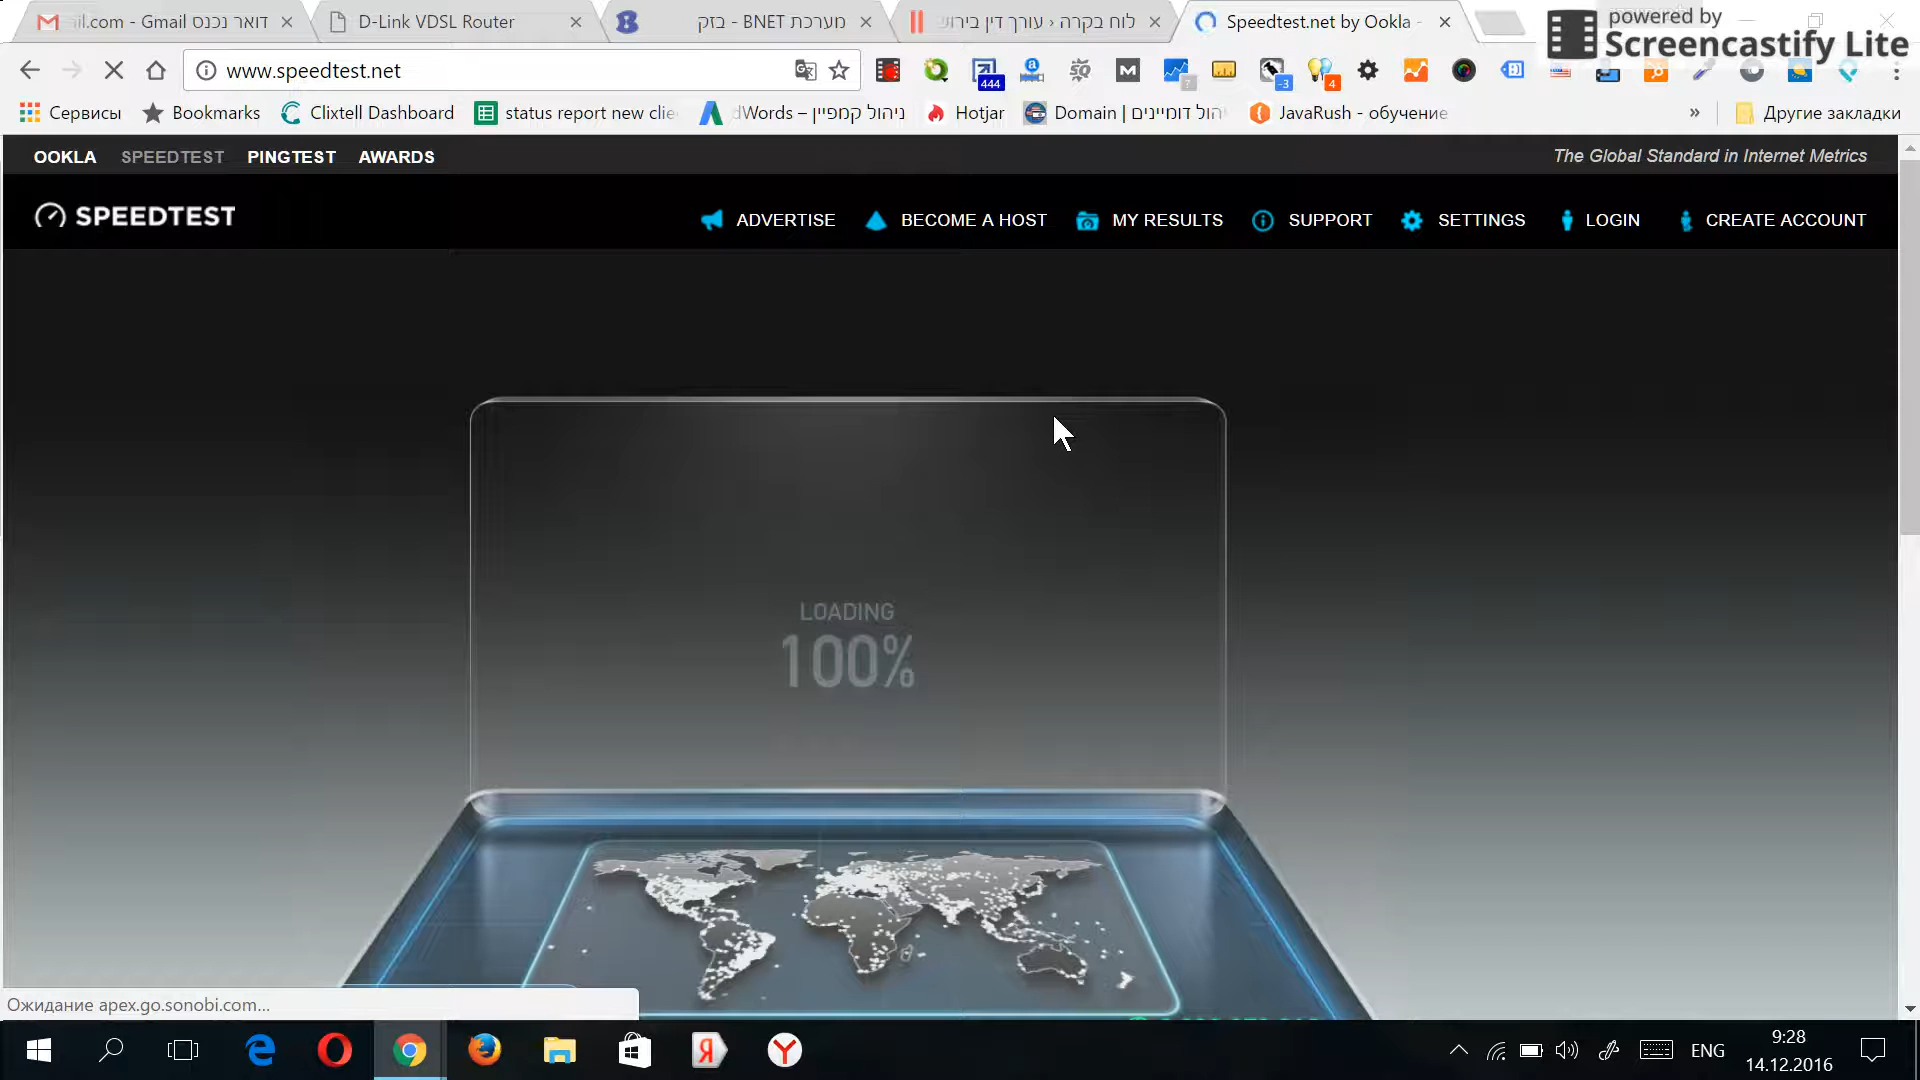 דואר נכנס il.com - Gmail
D-Link VDSL Router
מערכת BNET - בזק
לוח בקרה ‹ עורך דין בירוש
Speedtest.net by Ookla -
powered by
Screencastify Lite
www.speedtest.net
444
?
-3
4
Сервисы
Bookmarks
Clixtell Dashboard
status report new clie
dWords – ניהול קמפיין
Hotjar
Domain | יהול דומיינים
JavaRush - обучение
»
Другие закладки
OOKLA SPEEDTEST PINGTEST AWARDS
The Global Standard in Internet Metrics
SPEEDTEST
ADVERTISE BECOME A HOST MY RESULTS SUPPORT SETTINGS LOGIN CREATE ACCOUNT
LOADING
100%
Ожидание apex.go.sonobi.com...
ENG
9:28
14.12.2016